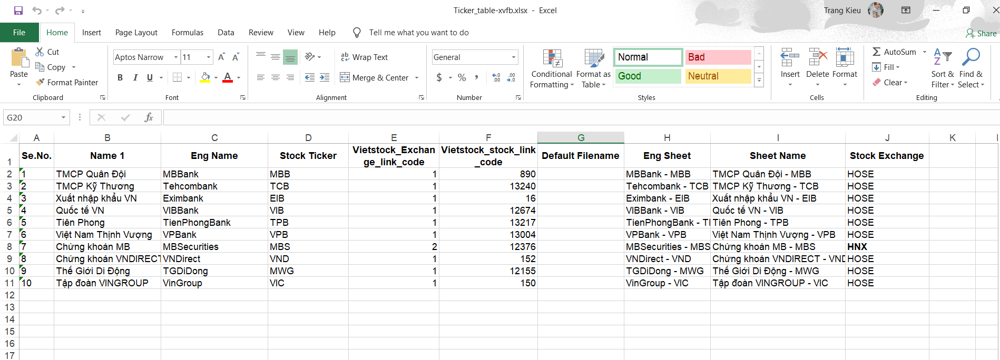 Ticker_table-xvfb.xlsx - Excel
Trang Kieu
File Home Insert Page Layout Formulas Data Review View Help Tell me what you want to do
Share
Paste
Cut
Copy
Format Painter
Clipboard
Aptos Narrow 11 A A
B I U A
Font
ab Wrap Text
Merge & Center
Alignment
General
$ % ,
Number
Conditional Formatting
Format as Table
Normal Bad
Good Neutral
Styles
Insert Delete Format
Cells
AutoSum
Fill
Clear
Sort & Filter
Find & Select
Editing
G20 fx
A B C D E F G H I J K
1 Se.No. Name 1 Eng Name Stock Ticker Vietstock_Exchange_link_code Vietstock_stock_link_code Default Filename Eng Sheet Sheet Name Stock Exchange
2 1 TMCP Quân Đội MBBank MBB 1 890 MBBank - MBB TMCP Quân Đội - MBB HOSE
3 2 TMCP Kỹ Thương Tehcombank TCB 1 13240 Tehcombank - TCB TMCP Kỹ Thương - TCB HOSE
4 3 Xuất nhập khẩu VN Eximbank EIB 1 16 Eximbank - EIB Xuất nhập khẩu VN - EIB HOSE
5 4 Quốc tế VN VIBBank VIB 1 12674 VIBBank - VIB Quốc tế VN - VIB HOSE
6 5 Tiên Phong TienPhongBank TPB 1 13217 TienPhongBank - Tiên Phong - TPB HOSE
7 6 Việt Nam Thịnh Vượng VPBank VPB 1 13004 VPBank - VPB Việt Nam Thịnh Vượng - VPB HOSE
8 7 Chứng khoán MB MBSecurities MBS 2 12376 MBSecurities - MBS Chứng khoán MB - MBS HNX
9 8 Chứng khoán VNDIRECT VNDirect VND 1 152 VNDirect - VND Chứng khoán VNDIRECT - VND HOSE
10 9 Thế Giới Di Động TGDiDong MWG 1 12155 TGDiDong - MWG Thế Giới Di Động - MWG HOSE
11 10 Tập đoàn VINGROUP VinGroup VIC 1 150 VinGroup - VIC Tập đoàn VINGROUP - VIC HOSE
12
13
14
15
16
17